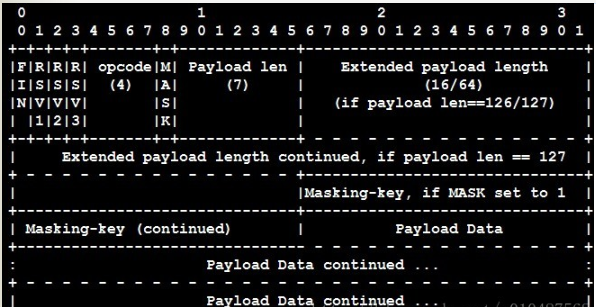 0                   1                   2                   3
0 1 2 3 4 5 6 7 8 9 0 1 2 3 4 5 6 7 8 9 0 1 2 3 4 5 6 7 8 9 0 1
+-+-+-+-+-------+-+-------------+-------------------------------+
|F|R|R|R| opcode|M| Payload len |    Extended payload length    |
|I|S|S|S|  (4)  |A|     (7)     |             (16/64)           |
|N|V|V|V|       |S|             |   (if payload len==126/127)   |
| |1|2|3|       |K|             |                               |
+-+-+-+-+-------+-+-------------+ - - - - - - - - - - - - - - - +
|     Extended payload length continued, if payload len == 127  |
+ - - - - - - - - - - - - - - - +-------------------------------+
|                               |Masking-key, if MASK set to 1  |
+-------------------------------+-------------------------------+
| Masking-key (continued)       |          Payload Data         |
+-------------------------------- - - - - - - - - - - - - - - - +
:                     Payload Data continued ...                :
+ - - - - - - - - - - - - - - - - - - - - - - - - - - - - - - - +
|                     Payload Data continued ...                |